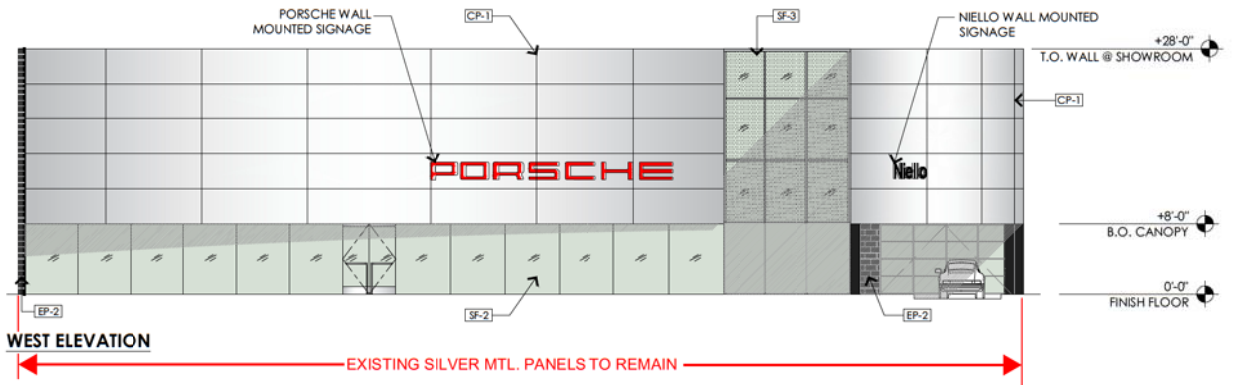 PORSCHE WALL
MOUNTED SIGNAGE
CP-1
SF-3
NIELLO WALL MOUNTED
SIGNAGE
+28'-0"
T.O. WALL @ SHOWROOM
CP-1
PORSCHE
Niello
+8'-0"
B.O. CANOPY
0'-0"
FINISH FLOOR
EP-2
SF-2
EP-2
WEST ELEVATION
EXISTING SILVER MTL. PANELS TO REMAIN